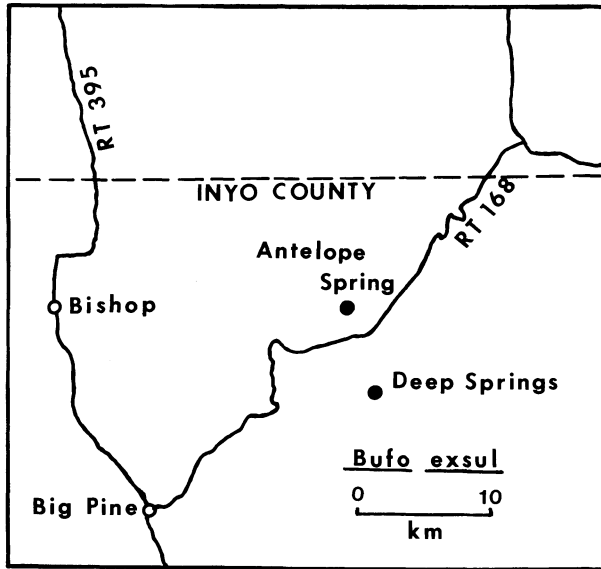 RT 395
INYO COUNTY
RT 168
Antelope
Spring
Bishop
Deep Springs
Bufo exsul
0 10
km
Big Pine